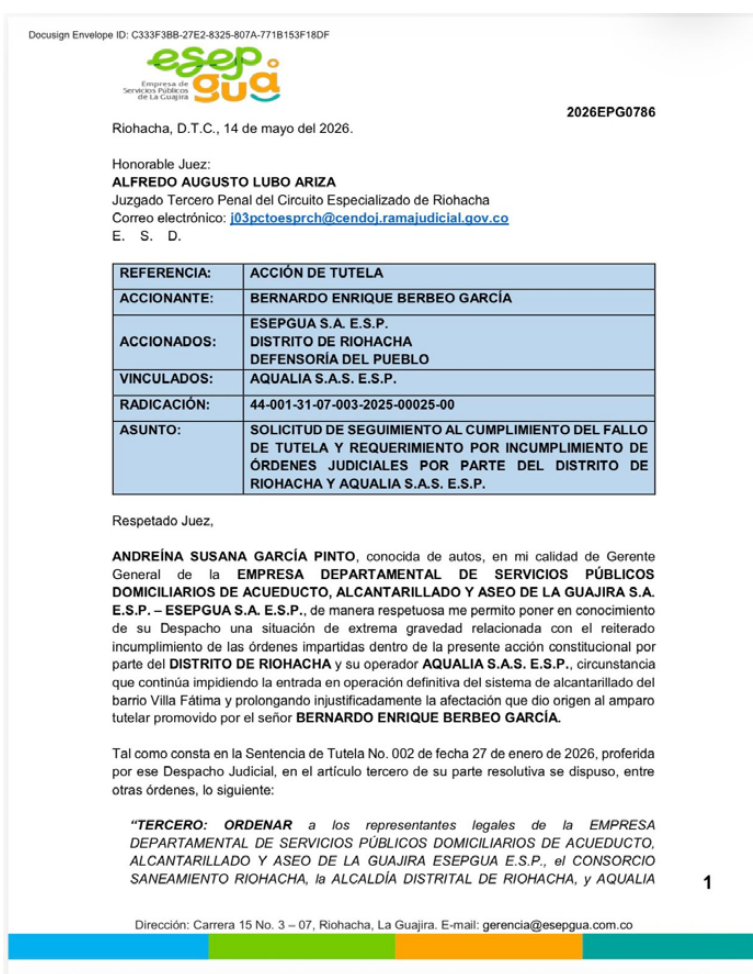 Docusign Envelope ID: C333F3BB-27E2-8325-807A-771B153F18DF
esepgua
Empresa de
Servicios Públicos
de La Guajira
2026EPG0786
Riohacha, D.T.C., 14 de mayo del 2026.
Honorable Juez:
ALFREDO AUGUSTO LUBO ARIZA
Juzgado Tercero Penal del Circuito Especializado de Riohacha
Correo electrónico: j03pctoesprch@cendoj.ramajudicial.gov.co
E. S. D.
REFERENCIA: ACCIÓN DE TUTELA
ACCIONANTE: BERNARDO ENRIQUE BERBEO GARCÍA
ACCIONADOS: ESEPGUA S.A. E.S.P.
DISTRITO DE RIOHACHA
DEFENSORÍA DEL PUEBLO
VINCULADOS: AQUALIA S.A.S. E.S.P.
RADICACIÓN: 44-001-31-07-003-2025-00025-00
ASUNTO: SOLICITUD DE SEGUIMIENTO AL CUMPLIMIENTO DEL FALLO
DE TUTELA Y REQUERIMIENTO POR INCUMPLIMIENTO DE
ÓRDENES JUDICIALES POR PARTE DEL DISTRITO DE
RIOHACHA Y AQUALIA S.A.S. E.S.P.
Respetado Juez,
ANDREÍNA SUSANA GARCÍA PINTO, conocida de autos, en mi calidad de Gerente
General de la EMPRESA DEPARTAMENTAL DE SERVICIOS PÚBLICOS
DOMICILIARIOS DE ACUEDUCTO, ALCANTARILLADO Y ASEO DE LA GUAJIRA S.A.
E.S.P. – ESEPGUA S.A. E.S.P., de manera respetuosa me permito poner en conocimiento
de su Despacho una situación de extrema gravedad relacionada con el reiterado
incumplimiento de las órdenes impartidas dentro de la presente acción constitucional por
parte del DISTRITO DE RIOHACHA y su operador AQUALIA S.A.S. E.S.P., circunstancia
que continúa impidiendo la entrada en operación definitiva del sistema de alcantarillado del
barrio Villa Fátima y prolongando injustificadamente la afectación que dio origen al amparo
tutelar promovido por el señor BERNARDO ENRIQUE BERBEO GARCÍA.
Tal como consta en la Sentencia de Tutela No. 002 de fecha 27 de enero de 2026, proferida
por ese Despacho Judicial, en el artículo tercero de su parte resolutiva se dispuso, entre
otras órdenes, lo siguiente:
“TERCERO: ORDENAR a los representantes legales de la EMPRESA
DEPARTAMENTAL DE SERVICIOS PÚBLICOS DOMICILIARIOS DE ACUEDUCTO,
ALCANTARILLADO Y ASEO DE LA GUAJIRA ESEPGUA E.S.P., el CONSORCIO
SANEAMIENTO RIOHACHA, la ALCALDÍA DISTRITAL DE RIOHACHA, y AQUALIA
1
Dirección: Carrera 15 No. 3 – 07, Riohacha, La Guajira. E-mail: gerencia@esepgua.com.co